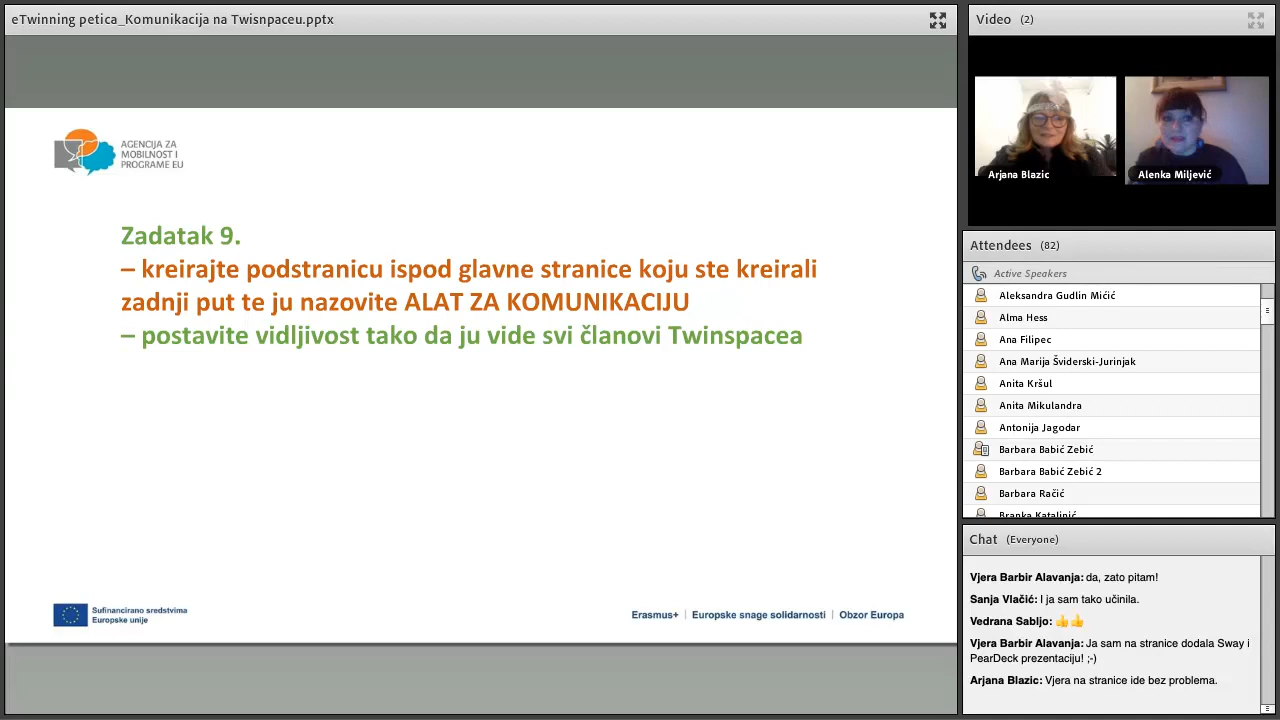 eTwinning petica_Komunikacija na Twisnpaceu.pptx
AGENCIJA ZA
MOBILNOST I
PROGRAME EU
Zadatak 9.
– kreirajte podstranicu ispod glavne stranice koju ste kreirali
zadnji put te ju nazovite ALAT ZA KOMUNIKACIJU
– postavite vidljivost tako da ju vide svi članovi Twinspacea
Sufinancirano sredstvima
Europske unije
Erasmus+ | Europske snage solidarnosti | Obzor Europa
Video (2)
Arjana Blazic
Alenka Miljević
Attendees (82)
Active Speakers
Aleksandra Gudlin Mićić
Alma Hess
Ana Filipec
Ana Marija Šviderski-Jurinjak
Anita Kršul
Anita Mikulandra
Antonija Jagodar
Barbara Babić Zebić
Barbara Babić Zebić 2
Barbara Račić
Branka Katalinić
Chat (Everyone)
Vjera Barbir Alavanja: da, zato pitam!
Sanja Vlačić: I ja sam tako učinila.
Vedrana Sabljo: 👍👍
Vjera Barbir Alavanja: Ja sam na stranice dodala Sway i
PearDeck prezentaciju! ;-)
Arjana Blazic: Vjera na stranice ide bez problema.